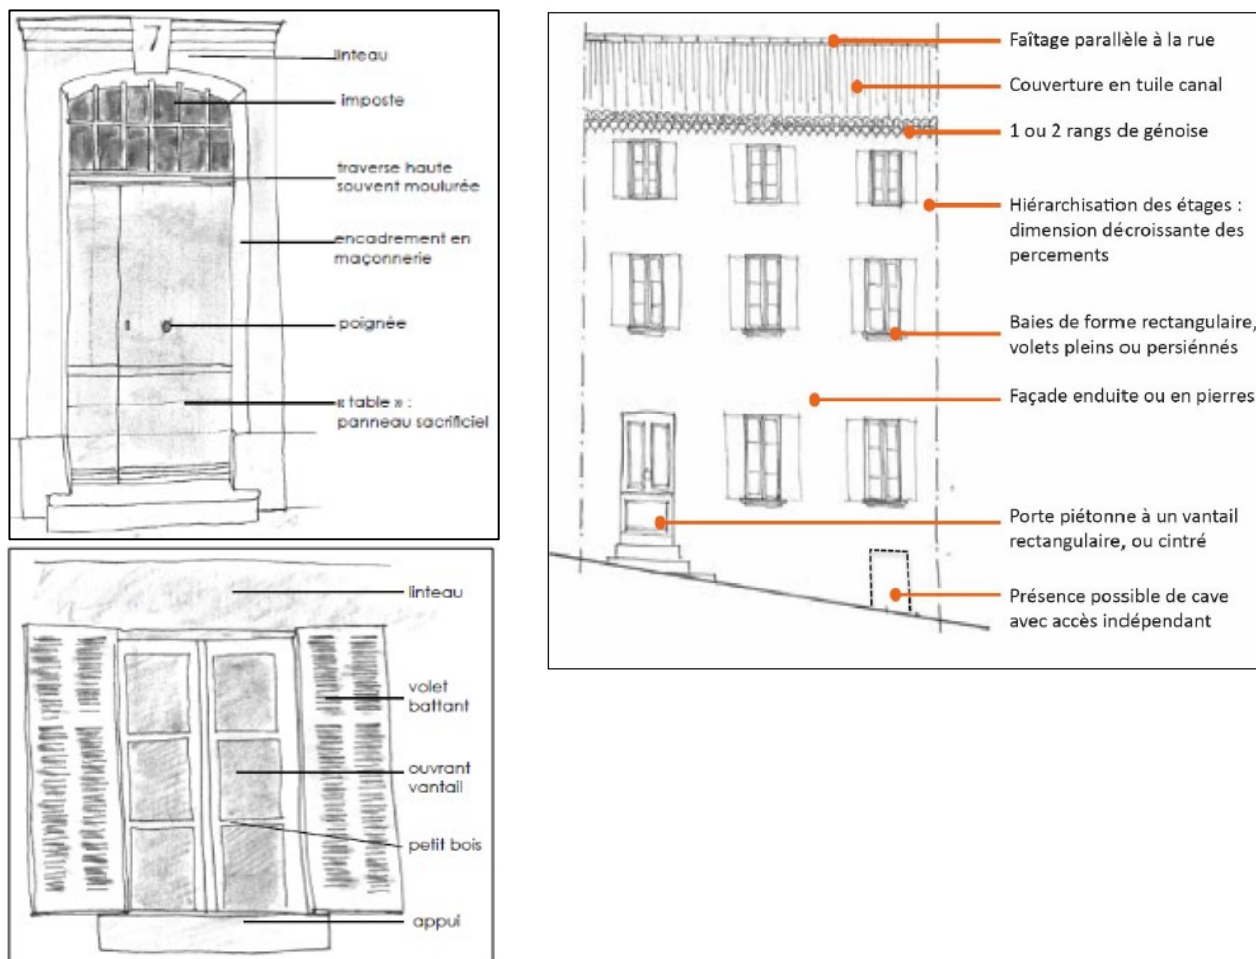 7
linteau
imposte
traverse haute
souvent moulurée
encadrement en
maçonnerie
poignée
« table » :
panneau sacrificiel
linteau
volet
battant
ouvrant
vantail
petit bois
appui
Faîtage parallèle à la rue
Couverture en tuile canal
1 ou 2 rangs de génoise
Hiérarchisation des étages :
dimension décroissante des
percements
Baies de forme rectangulaire,
volets pleins ou persiénnés
Façade enduite ou en pierres
Porte piétonne à un vantail
rectangulaire, ou cintré
Présence possible de cave
avec accès indépendant